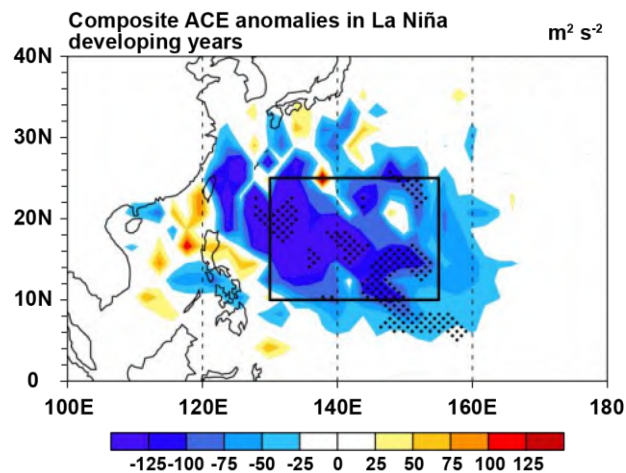 Composite ACE anomalies in La Niña
developing years
m² s⁻²
40N
30N
20N
10N
0
100E 120E 140E 160E 180
-125 -100 -75 -50 -25 0 25 50 75 100 125